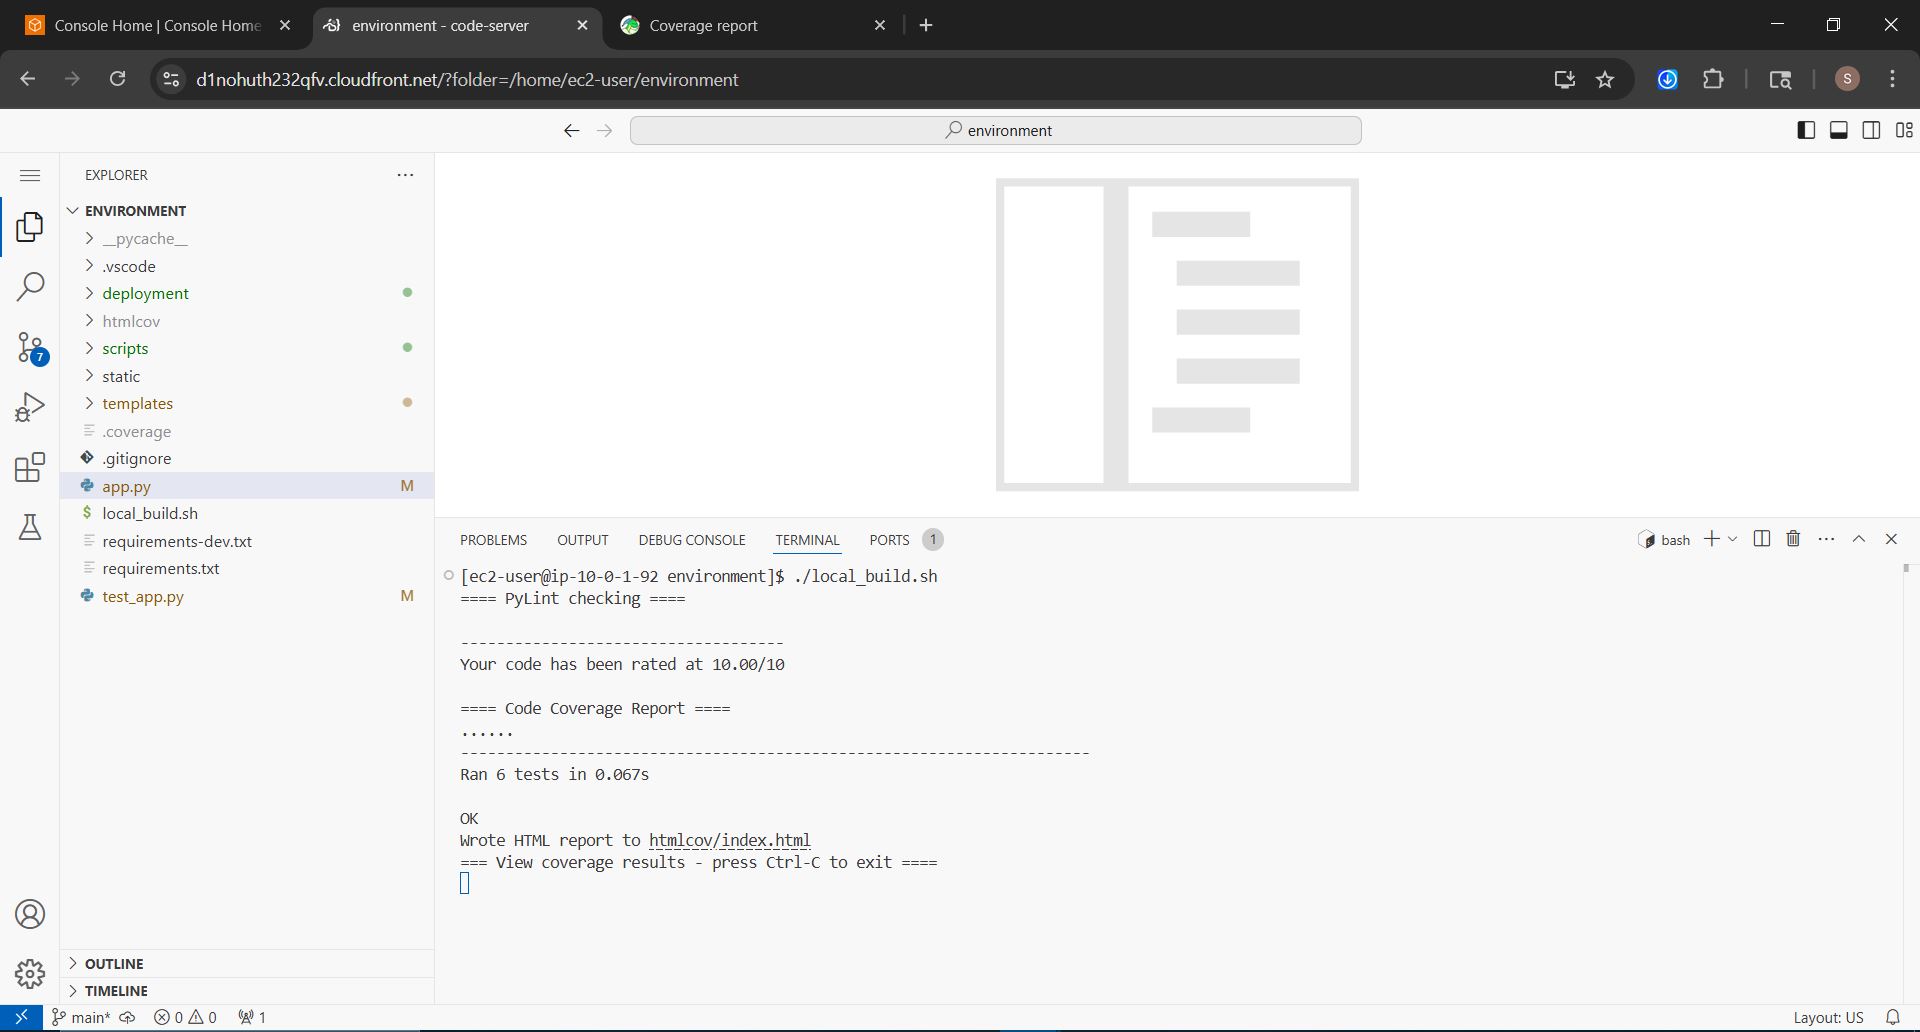 Console Home | Console Home
environment - code-server
Coverage report
d1nohuth232qfv.cloudfront.net/?folder=/home/ec2-user/environment
S
environment
EXPLORER
ENVIRONMENT
__pycache__
.vscode
deployment
htmlcov
scripts
static
templates
.coverage
.gitignore
app.py M
local_build.sh
requirements-dev.txt
requirements.txt
test_app.py M
7
OUTLINE
TIMELINE
PROBLEMS OUTPUT DEBUG CONSOLE TERMINAL PORTS 1
bash
[ec2-user@ip-10-0-1-92 environment]$ ./local_build.sh
==== PyLint checking ====
------------------------------------
Your code has been rated at 10.00/10
==== Code Coverage Report ====
......
----------------------------------------------------------------------
Ran 6 tests in 0.067s
OK
Wrote HTML report to htmlcov/index.html
=== View coverage results - press Ctrl-C to exit ====
main* 0 0 1
Layout: US